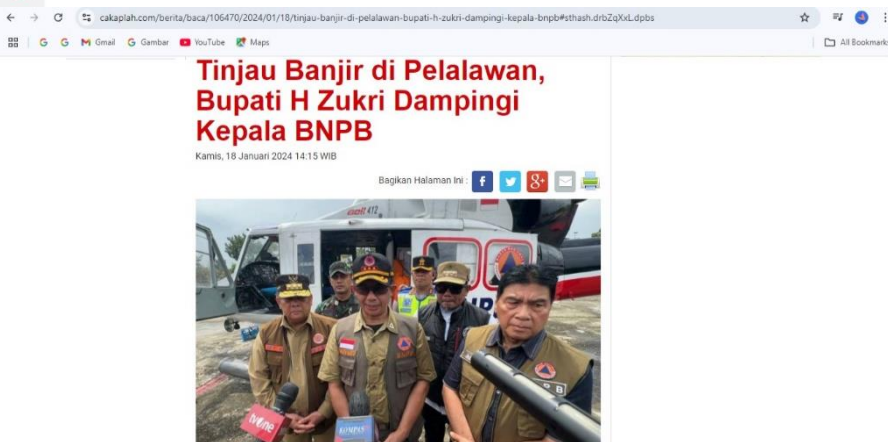 cakaplah.com/berita/baca/106470/2024/01/18/tinjau-banjir-di-pelalawan-bupati-h-zukri-dampingi-kepala-bnpb#sthash.drbZqXxL.dpbs
Gmail Gambar YouTube Maps All Bookmarks
Tinjau Banjir di Pelalawan,
Bupati H Zukri Dampingi
Kepala BNPB
Kamis, 18 Januari 2024 14:15 WIB
Bagikan Halaman Ini :
Bell 412
tvOne
KOMPAS